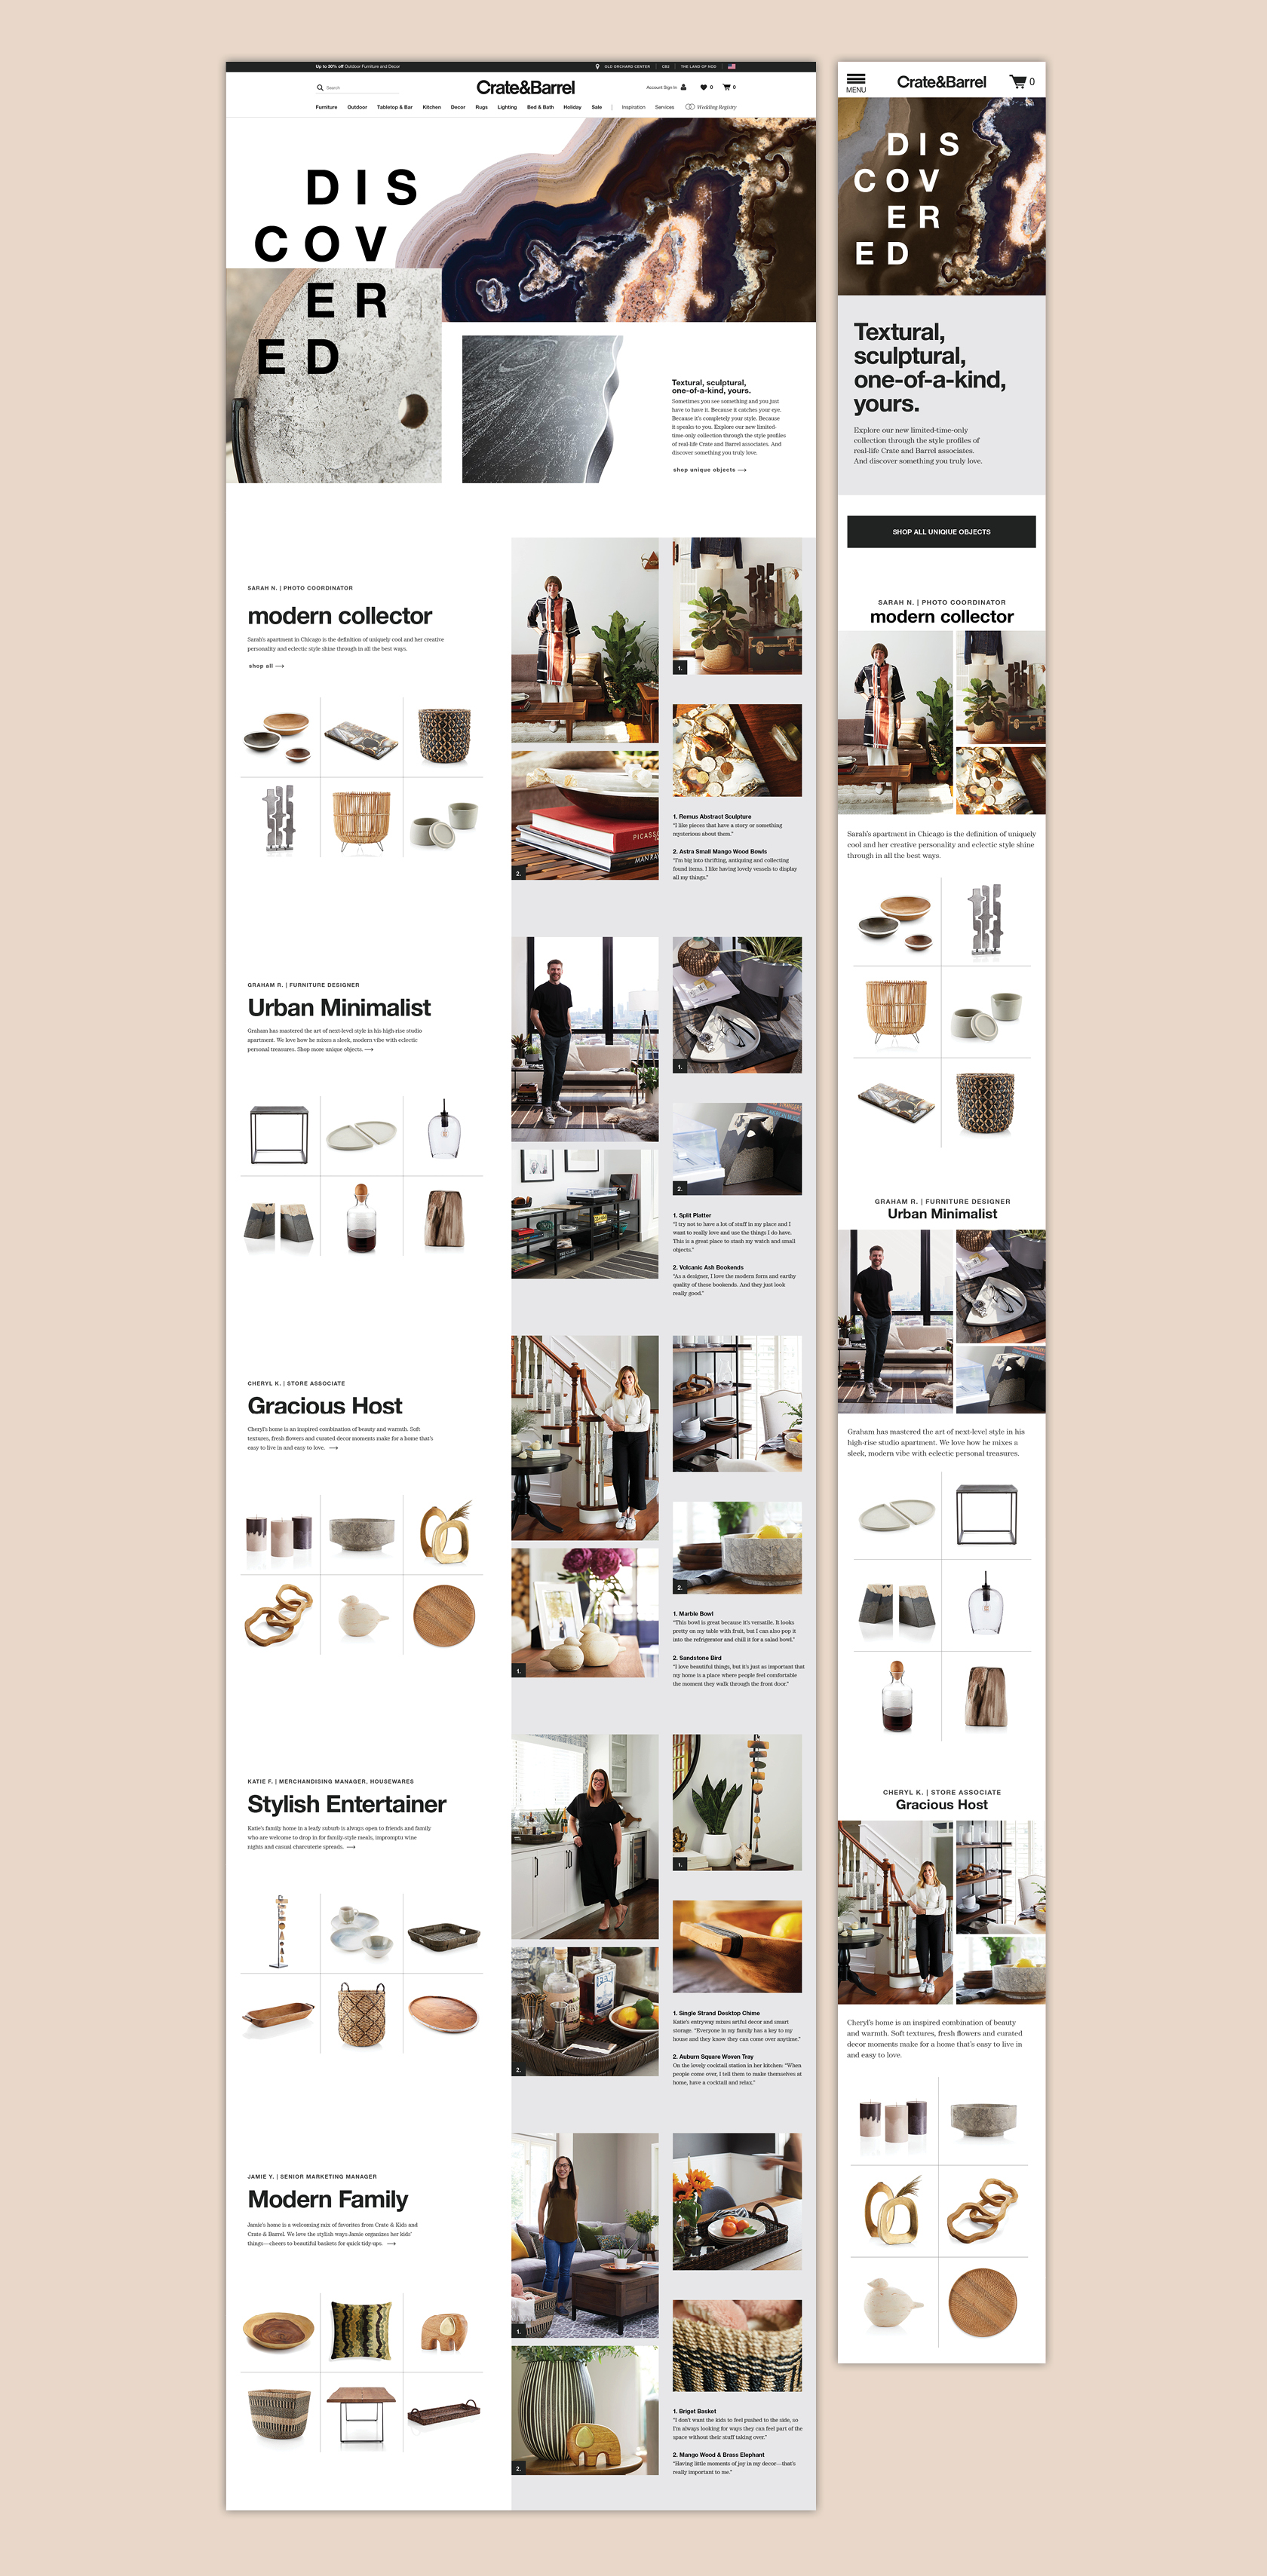 Up to 20% off Outdoor Furniture and Decor
OLD ORCHARD CENTER | CB2 | THE LAND OF NOD
Search
Crate&Barrel
Account Sign In 0 0
Furniture Outdoor Tabletop & Bar Kitchen Decor Rugs Lighting Bed & Bath Holiday Sale | Inspiration Services Wedding Registry
DIS
COV
ER
ED
Textural, sculptural,
one-of-a-kind, yours.
Sometimes you see something and you just
have to have it. Because it catches your eye.
Because it's completely your style. Because
it speaks to you. Explore our new limited-
time-only collection through the style profiles
of real-life Crate and Barrel associates. And
discover something you truly love.
shop unique objects
SARAH N. | PHOTO COORDINATOR
modern collector
Sarah's apartment in Chicago is the definition of uniquely cool and her creative
personality and eclectic style shine through in all the best ways.
shop all
1.
PICASSO
MAN RAY
2.
1. Remus Abstract Sculpture
"I like pieces that have a story or something
mysterious about them."
2. Astra Small Mango Wood Bowls
"I'm big into thrifting, antiquing and collecting
found items. I like having lovely vessels to display
all my things."
GRAHAM R. | FURNITURE DESIGNER
Urban Minimalist
Graham has mastered the art of next-level style in his high-rise studio
apartment. We love how he mixes a sleek, modern vibe with eclectic
personal treasures. Shop more unique objects.
1.
2.
1. Split Platter
"I try not to have a lot of stuff in my place and I
want to really love and use the things I do have.
This is a great place to stash my watch and small
objects."
2. Volcanic Ash Bookends
"As a designer, I love the modern form and earthy
quality of these bookends. And they just look
really good."
CHERYL K. | STORE ASSOCIATE
Gracious Host
Cheryl's home is an inspired combination of beauty and warmth. Soft
textures, fresh flowers and curated decor moments make for a home that's
easy to live in and easy to love.
2.
1.
1. Marble Bowl
"This bowl is great because it's versatile. It looks
pretty on my table with fruit, but I can also pop it
into the refrigerator and chill it for a salad bowl."
2. Sandstone Bird
"I love beautiful things, but it's just as important that
my home is a place where people feel comfortable
the moment they walk through the front door."
KATIE F. | MERCHANDISING MANAGER, HOUSEWARES
Stylish Entertainer
Katie's family home in a leafy suburb is always open to friends and family
who are welcome to drop in for family-style meals, impromptu wine
nights and casual charcuterie spreads.
1.
2.
1. Single Strand Desktop Chime
Katie's entryway mixes artful decor and smart
storage. "Everyone in my family has a key to my
house and they know they can come over anytime."
2. Auburn Square Woven Tray
On the lovely cocktail station in her kitchen: "When
people come over, I tell them to make themselves at
home, have a cocktail and relax."
JAMIE Y. | SENIOR MARKETING MANAGER
Modern Family
Jamie's home is a welcoming mix of favorites from Crate & Kids and
Crate & Barrel. We love the stylish ways Jamie organizes her kids'
things—cheers to beautiful baskets for quick tidy-ups.
1.
2.
1. Briget Basket
"I don't want the kids to feel pushed to the side, so
I'm always looking for ways they can feel part of the
space without their stuff taking over."
2. Mango Wood & Brass Elephant
"Having little moments of joy in my decor—that's
really important to me."
MENU
Crate&Barrel
0
DIS
COV
ER
ED
Textural,
sculptural,
one-of-a-kind,
yours.
Explore our new limited-time-only
collection through the style profiles of
real-life Crate and Barrel associates.
And discover something you truly love.
SHOP ALL UNIQIUE OBJECTS
SARAH N. | PHOTO COORDINATOR
modern collector
Sarah's apartment in Chicago is the definition of uniquely
cool and her creative personality and eclectic style shine
through in all the best ways.
GRAHAM R. | FURNITURE DESIGNER
Urban Minimalist
Graham has mastered the art of next-level style in his
high-rise studio apartment. We love how he mixes a
sleek, modern vibe with eclectic personal treasures.
CHERYL K. | STORE ASSOCIATE
Gracious Host
Cheryl's home is an inspired combination of beauty
and warmth. Soft textures, fresh flowers and curated
decor moments make for a home that's easy to live in
and easy to love.